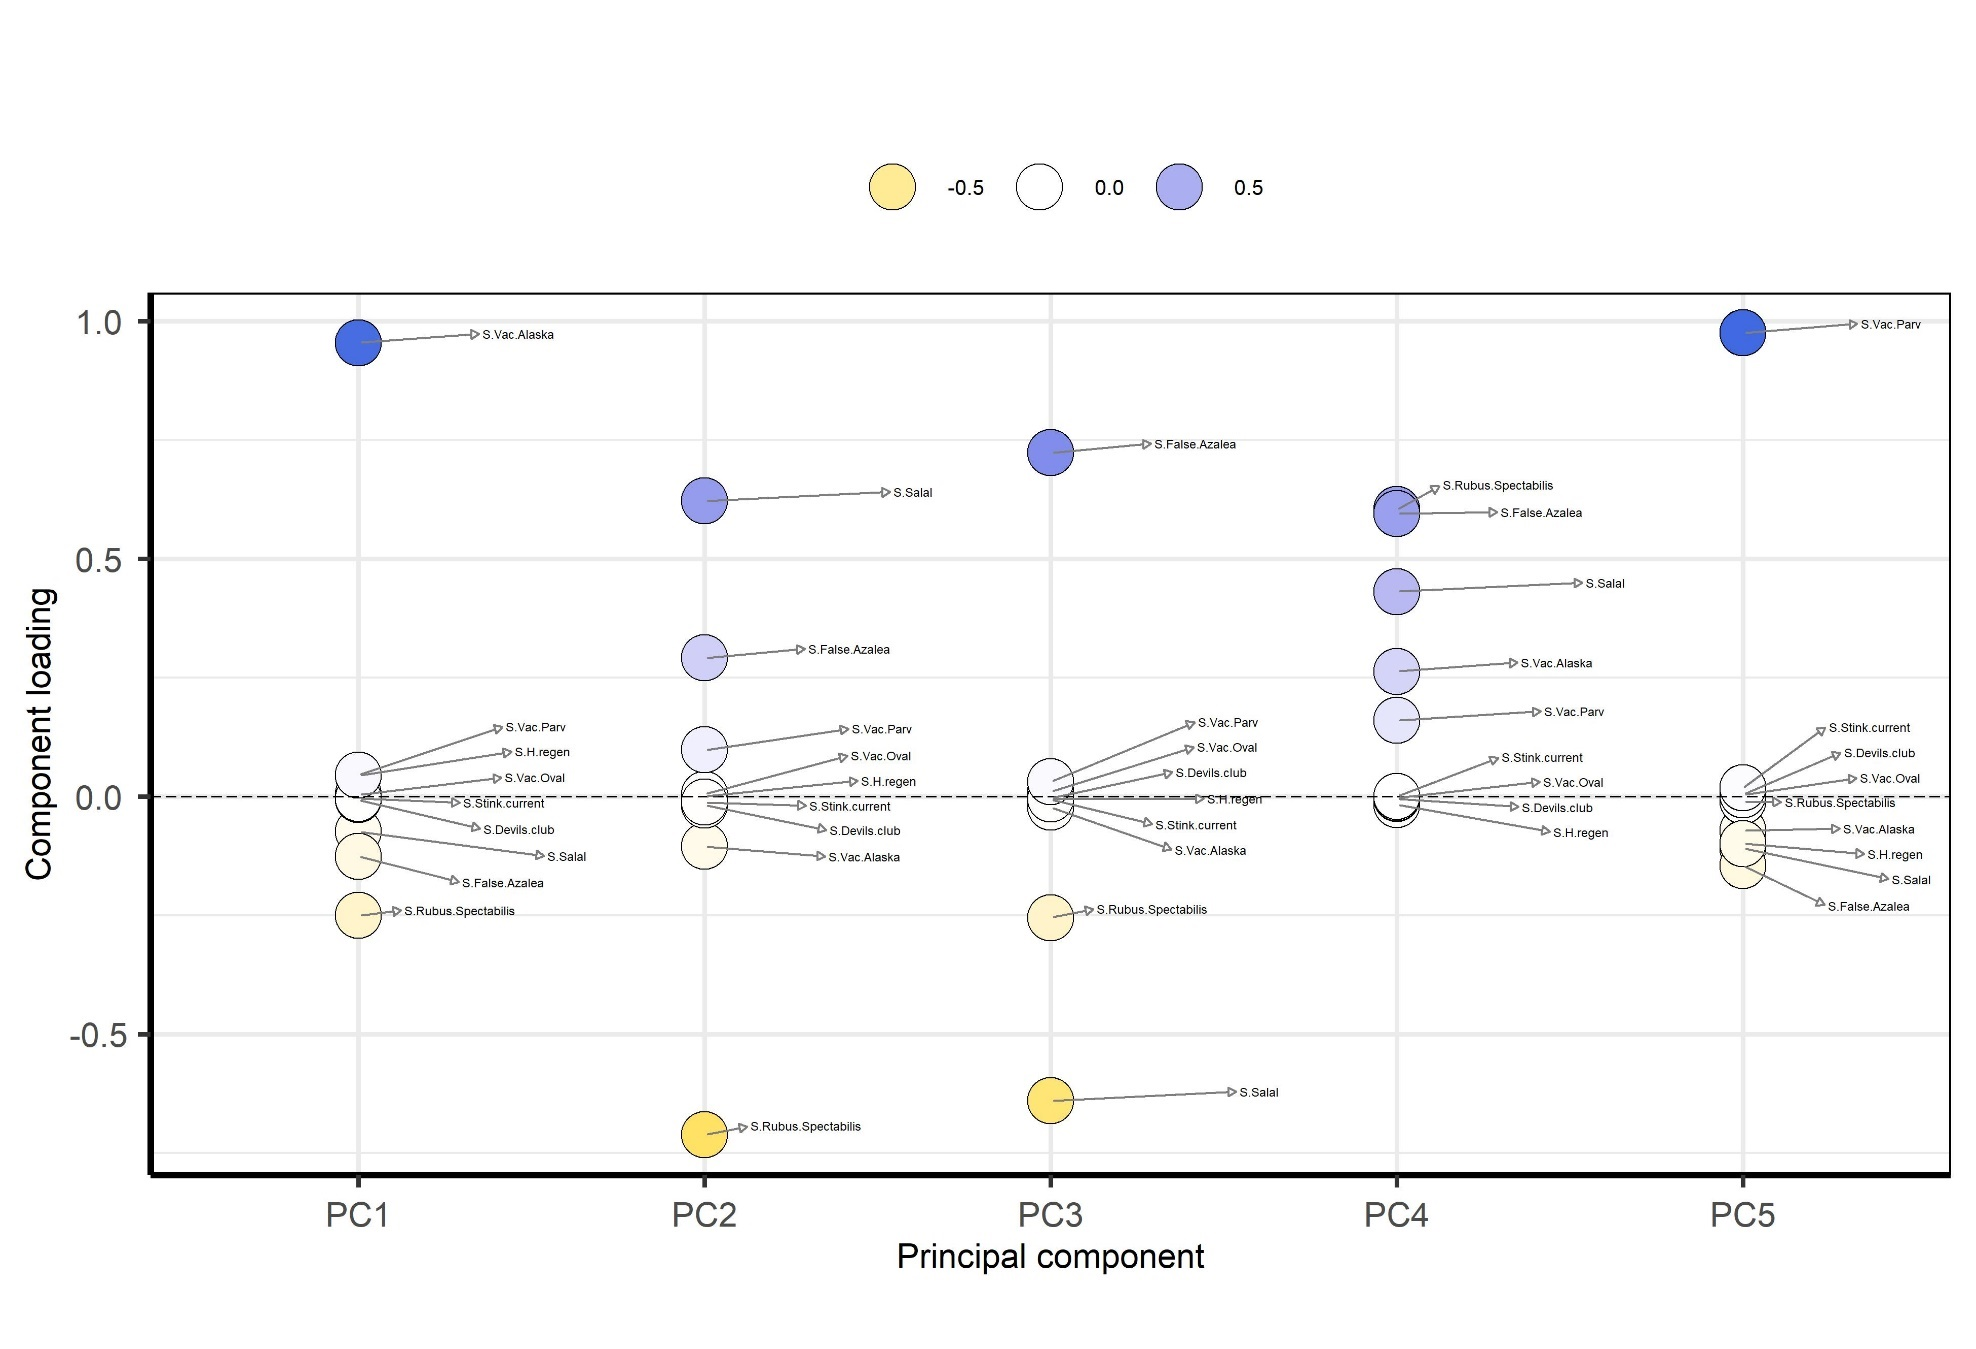 -0.5 0.0 0.5
Component loading
1.0
0.5
0.0
-0.5
S.Vac.Alaska
S.Vac.Parv
S.H.regen
S.Vac.Oval
S.Stink.current
S.Devils.club
S.Salal
S.False.Azalea
S.Rubus.Spectabilis
S.Salal
S.False.Azalea
S.Vac.Parv
S.Vac.Oval
S.H.regen
S.Stink.current
S.Devils.club
S.Vac.Alaska
S.Rubus.Spectabilis
S.False.Azalea
S.Vac.Parv
S.Vac.Oval
S.Devils.club
S.H.regen
S.Stink.current
S.Vac.Alaska
S.Rubus.Spectabilis
S.Salal
S.Rubus.Spectabilis
S.False.Azalea
S.Salal
S.Vac.Alaska
S.Vac.Parv
S.Stink.current
S.Vac.Oval
S.Devils.club
S.H.regen
S.Vac.Parv
S.Stink.current
S.Devils.club
S.Vac.Oval
S.Rubus.Spectabilis
S.Vac.Alaska
S.H.regen
S.Salal
S.False.Azalea
PC1 PC2 PC3 PC4 PC5
Principal component